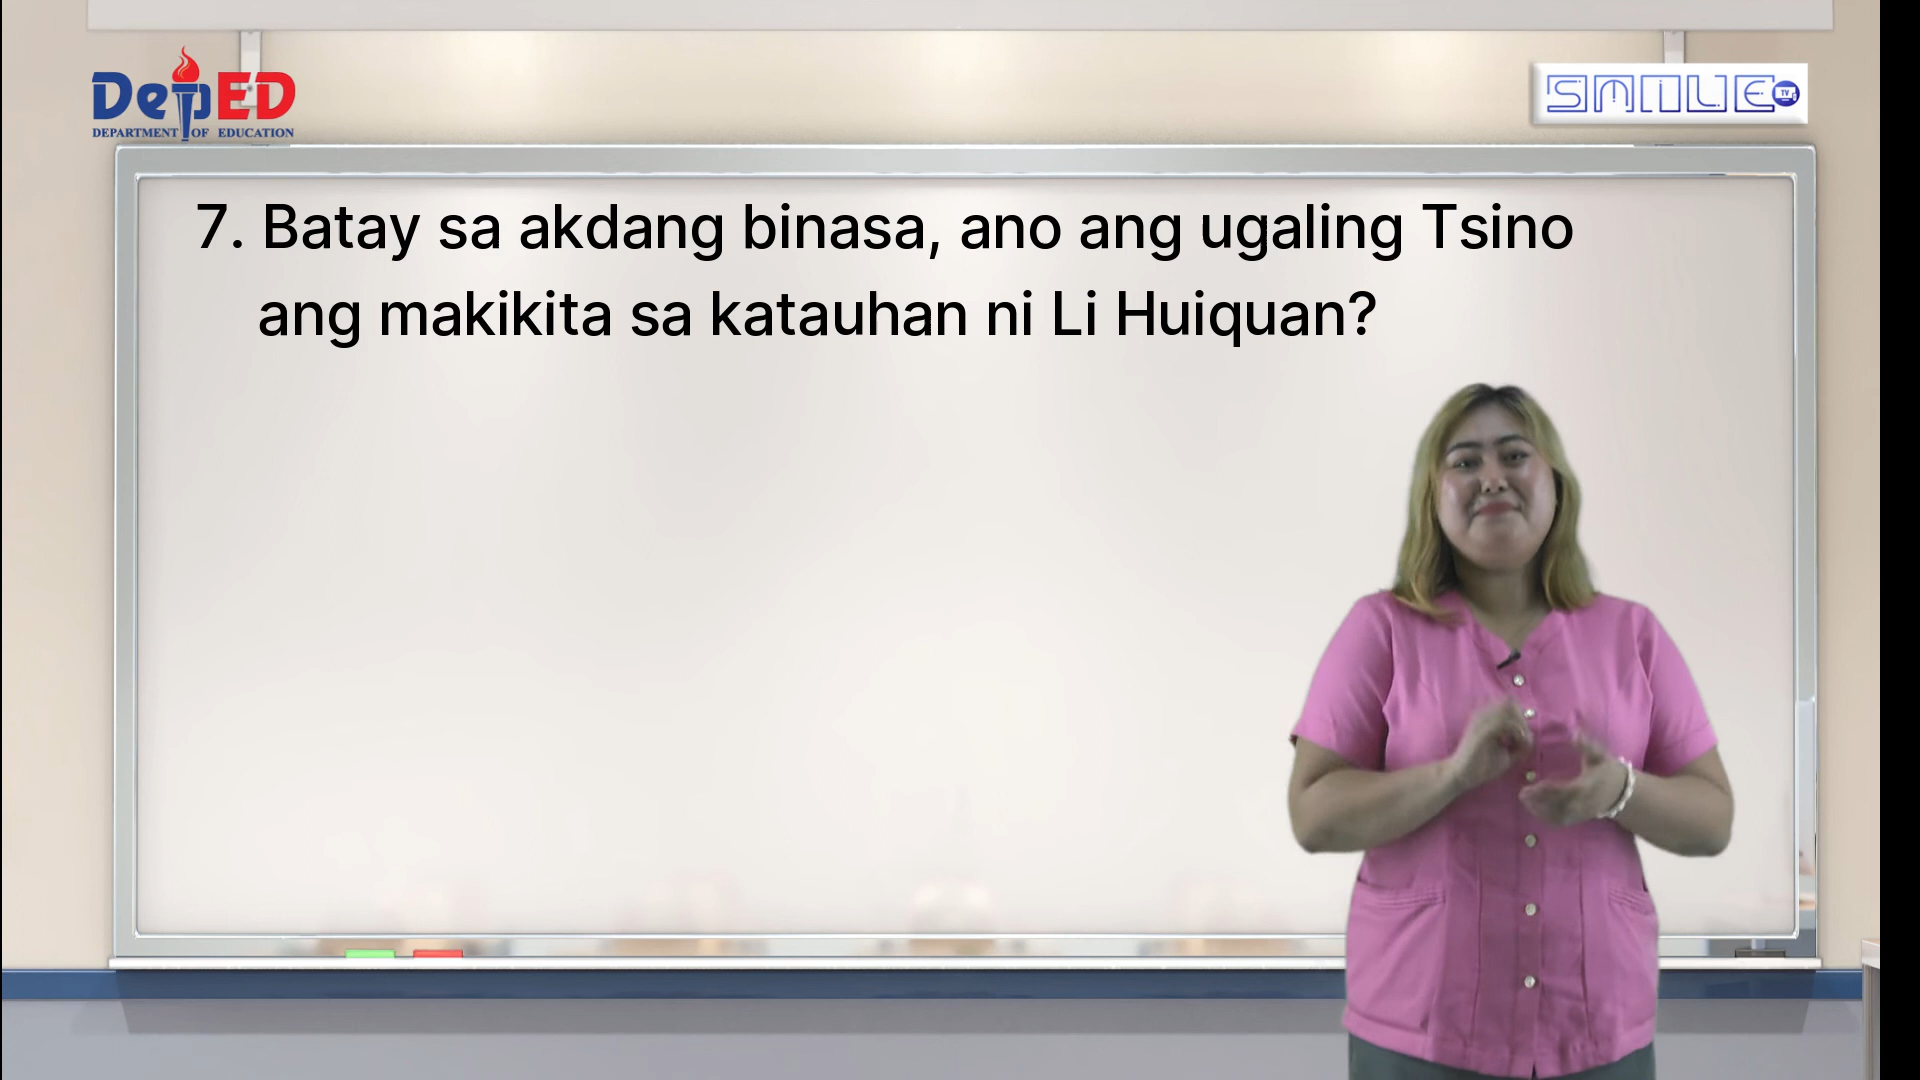 DepED
DEPARTMENT OF EDUCATION
SMILE TV
7. Batay sa akdang binasa, ano ang ugaling Tsino
ang makikita sa katauhan ni Li Huiquan?